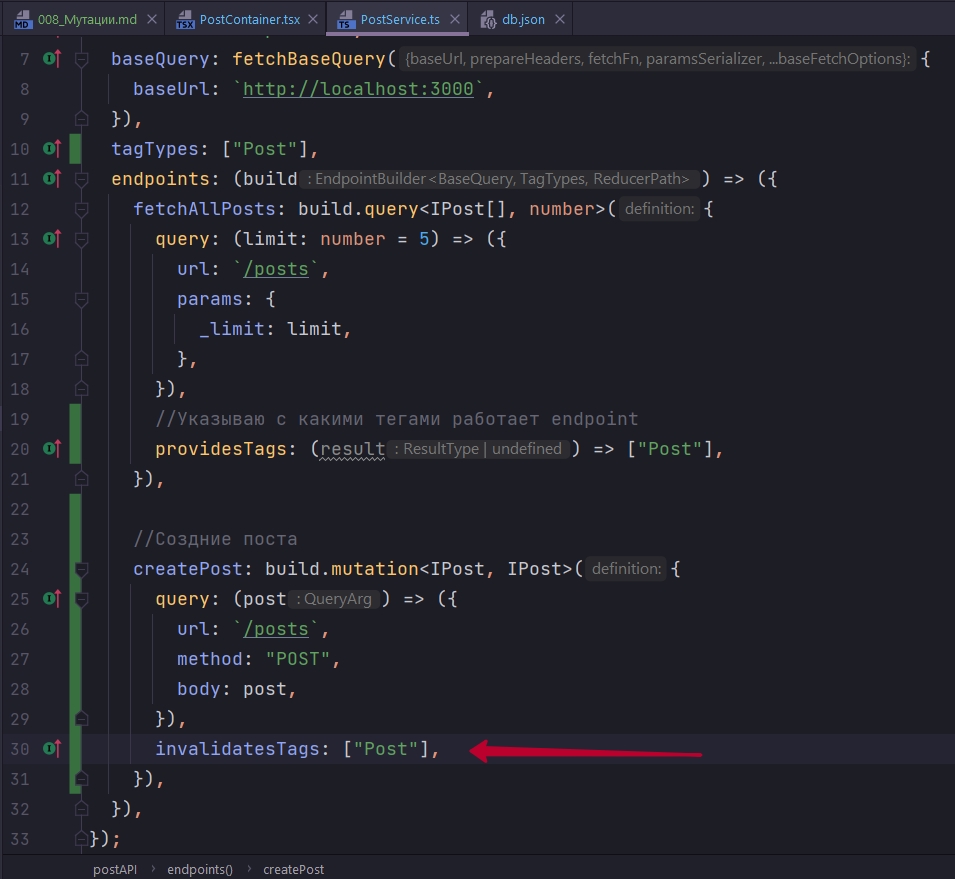 MD 008_Мутации.md TSX PostContainer.tsx TS PostService.ts db.json
7 baseQuery: fetchBaseQuery( {baseUrl, prepareHeaders, fetchFn, paramsSerializer, ...baseFetchOptions}: {
8 baseUrl: `http://localhost:3000`,
9 }),
10 tagTypes: ["Post"],
11 endpoints: (build : EndpointBuilder<BaseQuery, TagTypes, ReducerPath> ) => ({
12 fetchAllPosts: build.query<IPost[], number>( definition: {
13 query: (limit: number = 5) => ({
14 url: `/posts`,
15 params: {
16 _limit: limit,
17 },
18 }),
19 //Указываю с какими тегами работает endpoint
20 providesTags: (result : ResultType | undefined ) => ["Post"],
21 }),
22
23 //Создние поста
24 createPost: build.mutation<IPost, IPost>( definition: {
25 query: (post : QueryArg ) => ({
26 url: `/posts`,
27 method: "POST",
28 body: post,
29 }),
30 invalidatesTags: ["Post"],
31 }),
32 }),
33 });
postAPI › endpoints() › createPost